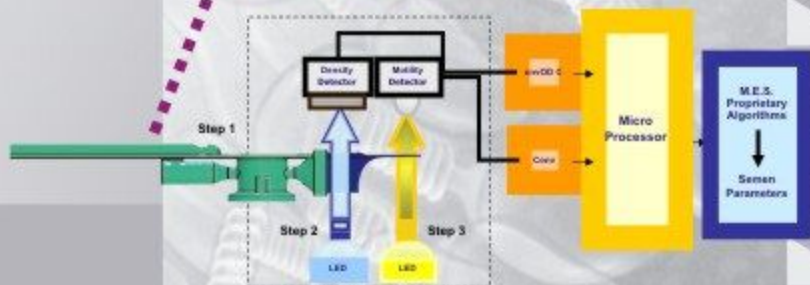 Density
Detector
Motility
Detector
Conv
Micro
Processor
M.E.S.
Proprietary
Algorithms
Semen
Parameters
Step 1
Step 2
Step 3
LED
LED